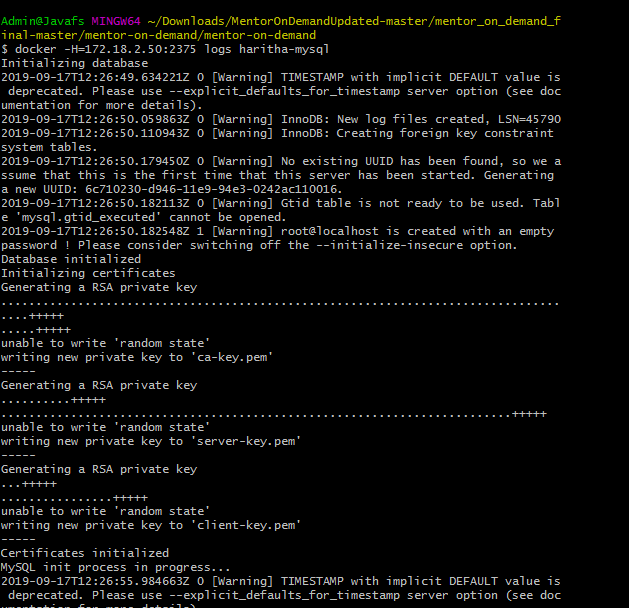 Admin@Javafs MINGW64 ~/Downloads/MentorOnDemandUpdated-master/mentor_on_demand_f
inal-master/mentor-on-demand/mentor-on-demand
$ docker -H=172.18.2.50:2375 logs haritha-mysql
Initializing database
2019-09-17T12:26:49.634221Z 0 [Warning] TIMESTAMP with implicit DEFAULT value is
 deprecated. Please use --explicit_defaults_for_timestamp server option (see doc
umentation for more details).
2019-09-17T12:26:50.059863Z 0 [Warning] InnoDB: New log files created, LSN=45790
2019-09-17T12:26:50.110943Z 0 [Warning] InnoDB: Creating foreign key constraint
system tables.
2019-09-17T12:26:50.179450Z 0 [Warning] No existing UUID has been found, so we a
ssume that this is the first time that this server has been started. Generating
a new UUID: 6c710230-d946-11e9-94e3-0242ac110016.
2019-09-17T12:26:50.182113Z 0 [Warning] Gtid table is not ready to be used. Tabl
e 'mysql.gtid_executed' cannot be opened.
2019-09-17T12:26:50.182548Z 1 [Warning] root@localhost is created with an empty
password ! Please consider switching off the --initialize-insecure option.
Database initialized
Initializing certificates
Generating a RSA private key
................................................................................
....+++++
.....+++++
unable to write 'random state'
writing new private key to 'ca-key.pem'
-----
Generating a RSA private key
..........+++++
.........................................................................+++++
unable to write 'random state'
writing new private key to 'server-key.pem'
-----
Generating a RSA private key
...+++++
................+++++
unable to write 'random state'
writing new private key to 'client-key.pem'
-----
Certificates initialized
MySQL init process in progress...
2019-09-17T12:26:55.984663Z 0 [Warning] TIMESTAMP with implicit DEFAULT value is
 deprecated. Please use --explicit_defaults_for_timestamp server option (see doc
umentation for more details)